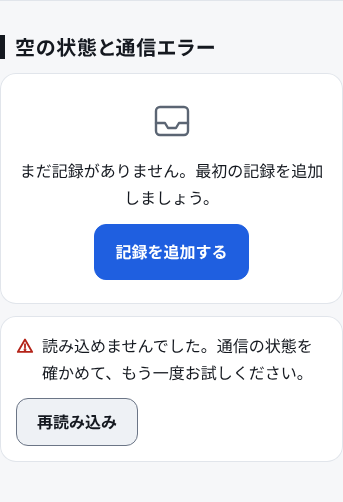 空の状態と通信エラー
まだ記録がありません。最初の記録を追加
しましょう。
記録を追加する
読み込めませんでした。通信の状態を
確かめて、もう一度お試しください。
再読み込み